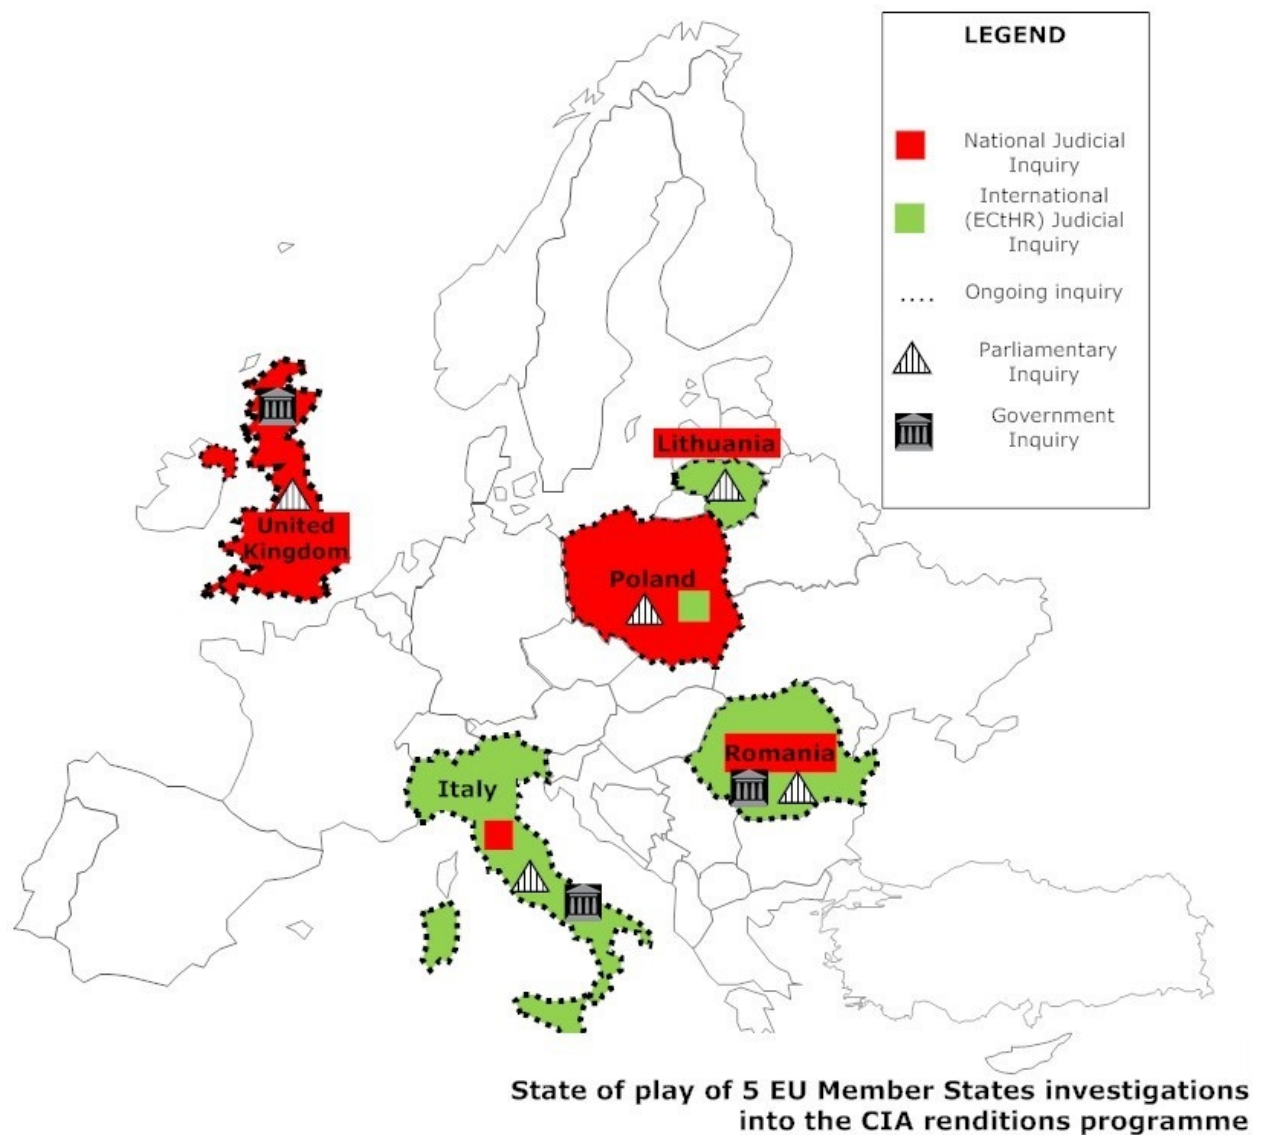 LEGEND
National Judicial
Inquiry
International
(ECtHR) Judicial
Inquiry
Ongoing inquiry
Parliamentary
Inquiry
Government
Inquiry
Lithuania
United
Kingdom
Poland
Romania
Italy
State of play of 5 EU Member States investigations
into the CIA renditions programme